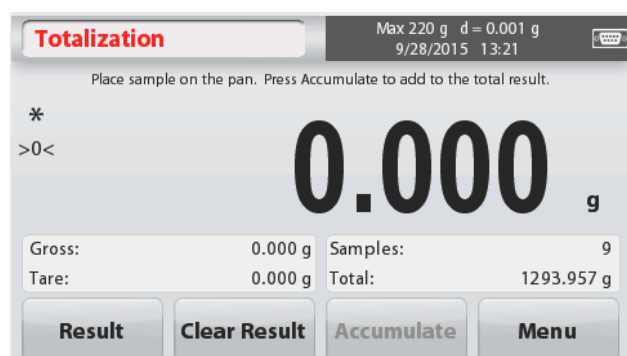 Totalization
Max 220 g d = 0.001 g
9/28/2015 13:21
Place sample on the pan. Press Accumulate to add to the total result.
*
>0<
0.000 g
Gross: 0.000 g
Tare: 0.000 g
Samples: 9
Total: 1293.957 g
Result
Clear Result
Accumulate
Menu